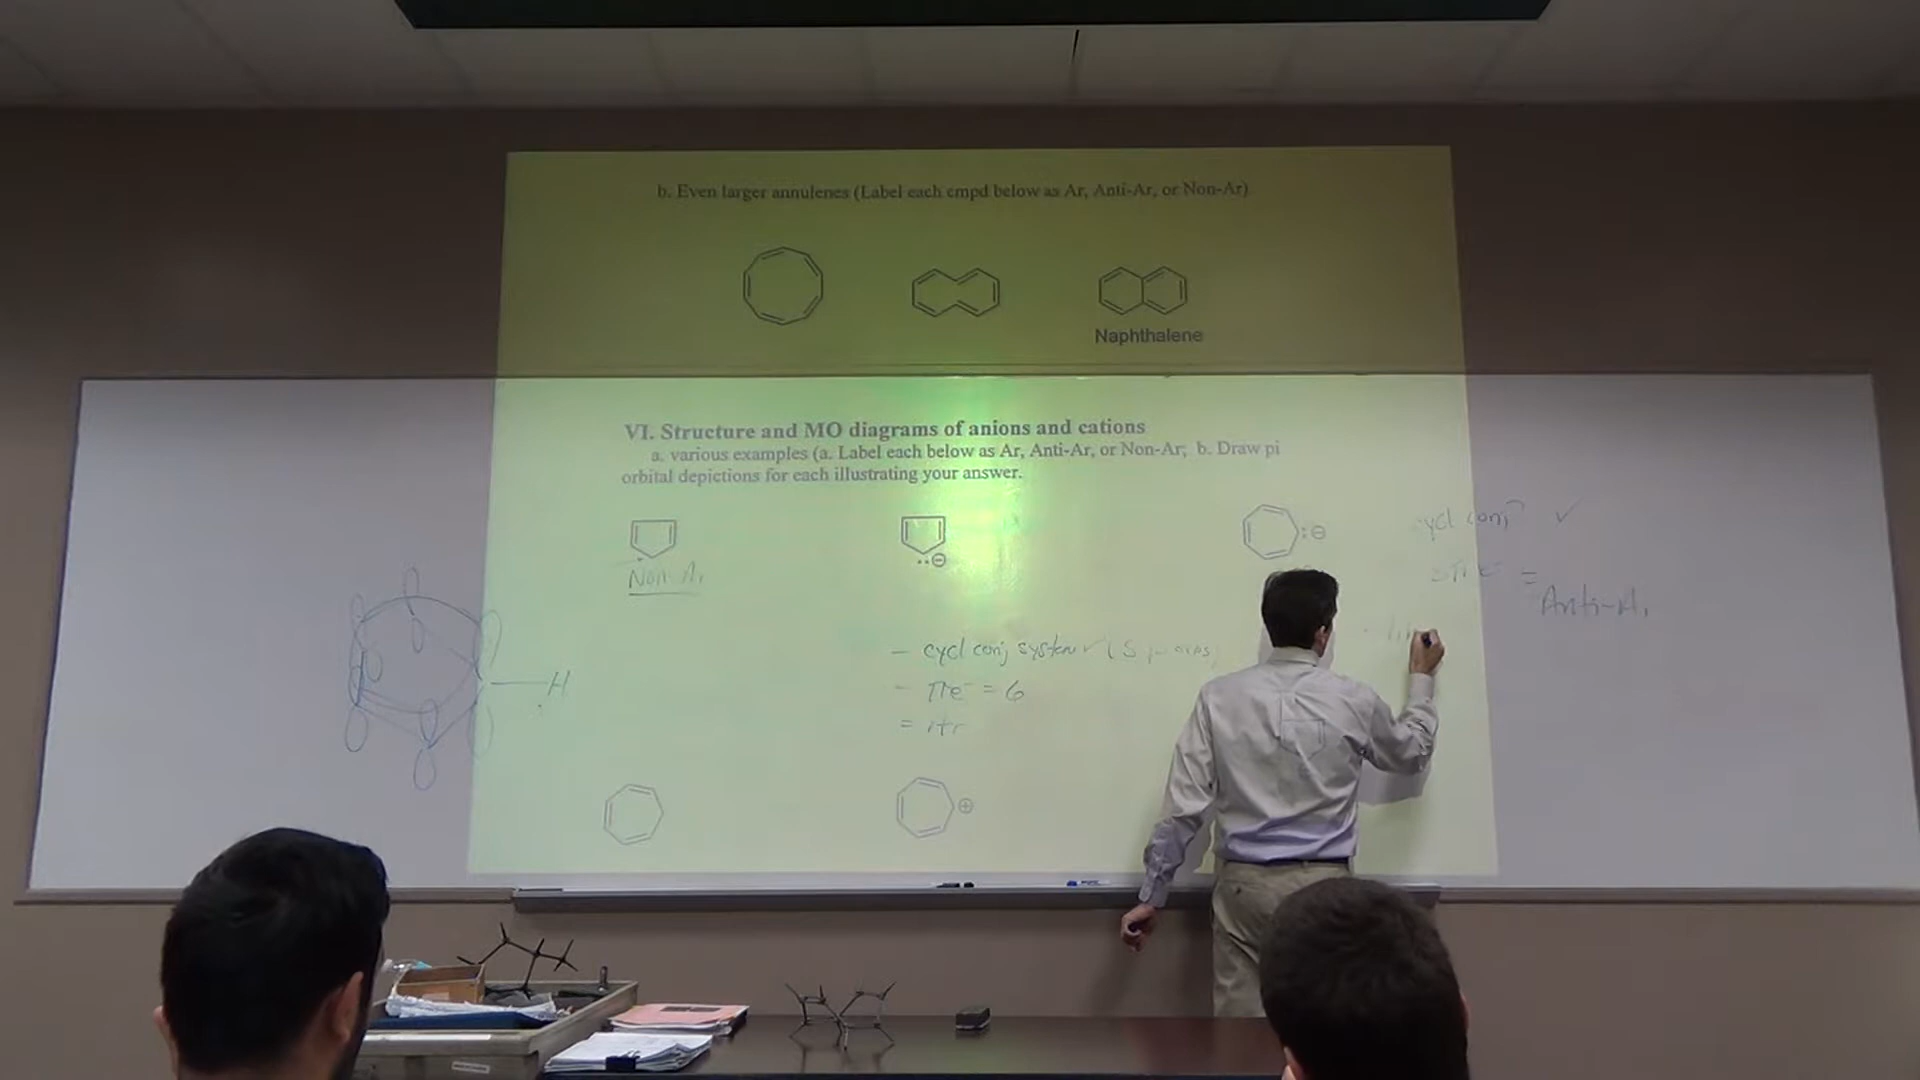 b. Even larger annulenes (Label each cmpd below as Ar, Anti-Ar, or Non-Ar)
Naphthalene
VI. Structure and MO diagrams of anions and cations
a. various examples (a. Label each below as Ar, Anti-Ar, or Non-Ar; b. Draw pi
orbital depictions for each illustrating your answer.
:⊖
cycl conj ✓
Non-Ar
..⊖
=
Anti-Ar
- cycl conj system ✓ (5
H
- πe⁻ = 6
= Ar
⊕